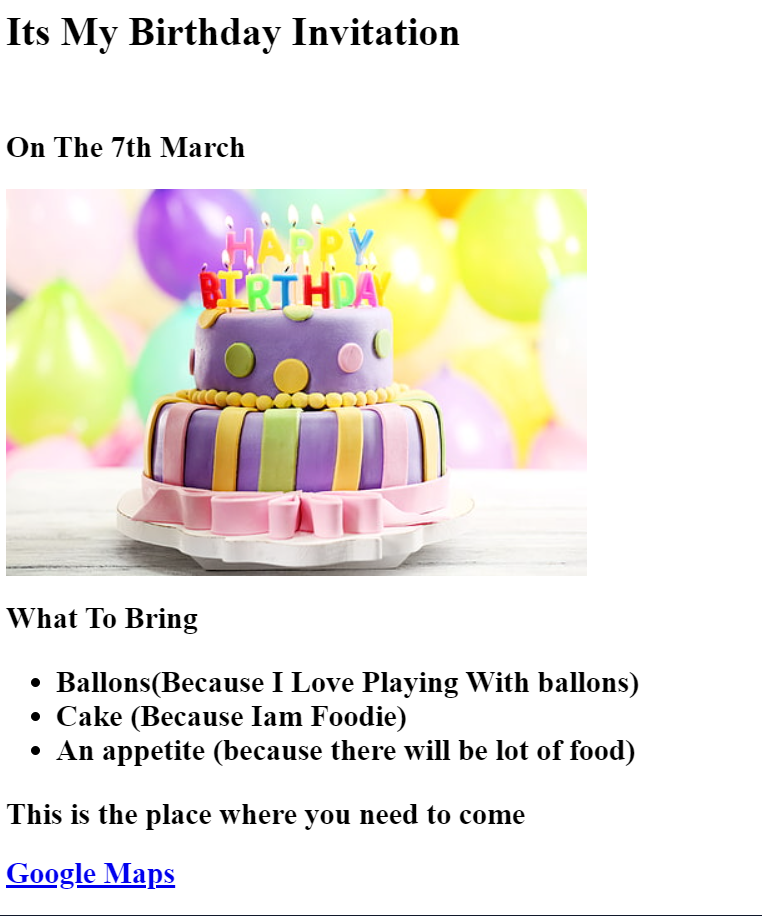 Its My Birthday Invitation
On The 7th March
HAPPY
BIRTHDAY
What To Bring
Ballons(Because I Love Playing With ballons)
Cake (Because Iam Foodie)
An appetite (because there will be lot of food)
This is the place where you need to come
Google Maps